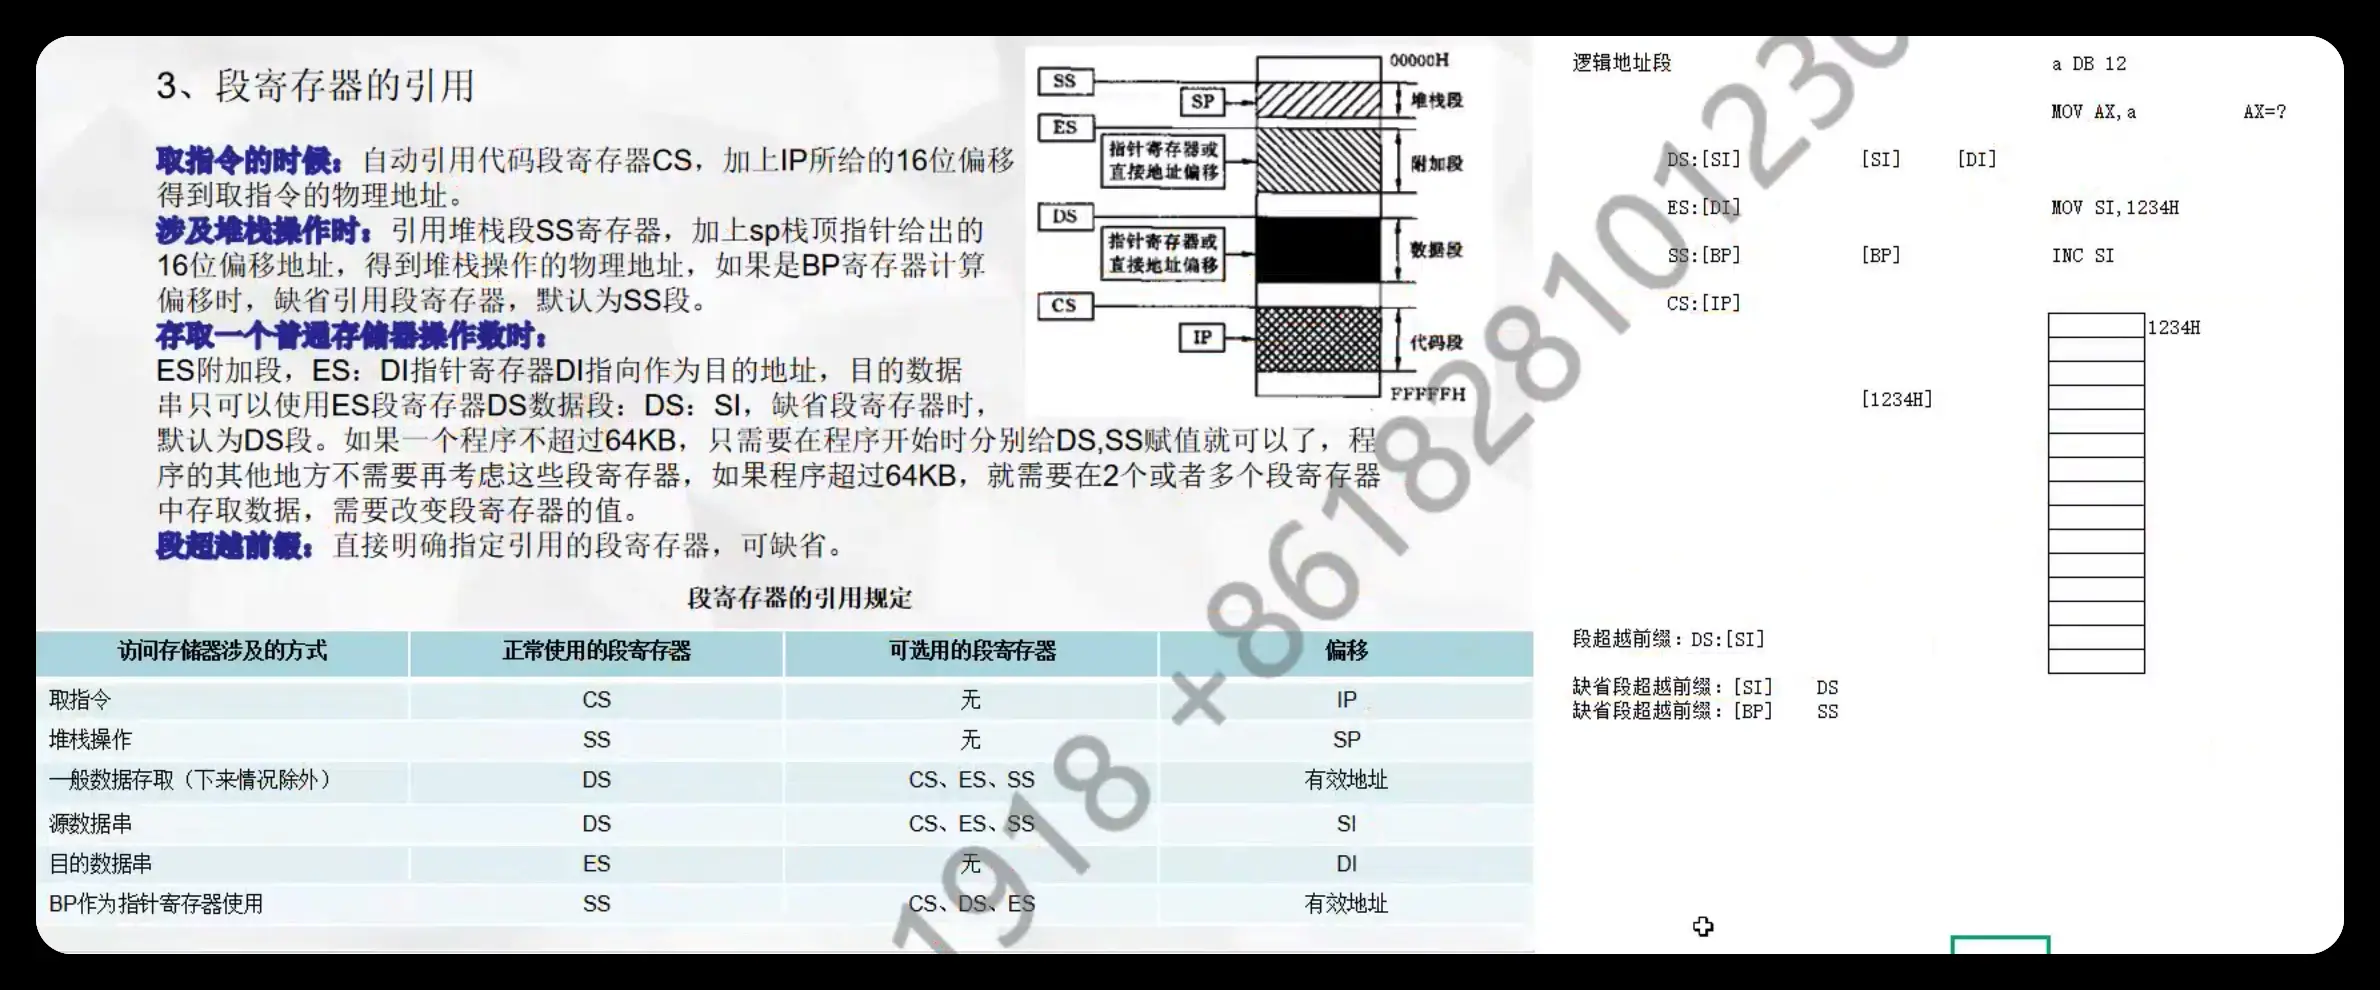 3、段寄存器的引用
取指令的时候：自动引用代码段寄存器CS，加上IP所给的16位偏移
得到取指令的物理地址。
涉及堆栈操作时：引用堆栈段SS寄存器，加上sp栈顶指针给出的
16位偏移地址，得到堆栈操作的物理地址，如果是BP寄存器计算
偏移时，缺省引用段寄存器，默认为SS段。
存取一个普通存储器操作数时：
ES附加段，ES：DI指针寄存器DI指向作为目的地址，目的数据
串只可以使用ES段寄存器DS数据段：DS：SI，缺省段寄存器时，
默认为DS段。如果一个程序不超过64KB，只需要在程序开始时分别给DS,SS赋值就可以了，程
序的其他地方不需要再考虑这些段寄存器，如果程序超过64KB，就需要在2个或者多个段寄存器
中存取数据，需要改变段寄存器的值。
段超越前缀：直接明确指定引用的段寄存器，可缺省。
00000H
SS
SP
堆栈段
ES
指针寄存器或
直接地址偏移
附加段
DS
指针寄存器或
直接地址偏移
数据段
CS
IP
代码段
FFFFFH
段寄存器的引用规定
访问存储器涉及的方式 正常使用的段寄存器 可选用的段寄存器 偏移
取指令 CS 无 IP
堆栈操作 SS 无 SP
一般数据存取（下来情况除外） DS CS、ES、SS 有效地址
源数据串 DS CS、ES、SS SI
目的数据串 ES 无 DI
BP作为指针寄存器使用 SS CS、DS、ES 有效地址
逻辑地址段 a DB 12
MOV AX,a AX=?
DS:[SI] [SI] [DI]
ES:[DI] MOV SI,1234H
SS:[BP] [BP] INC SI
CS:[IP]
1234H
[1234H]
段超越前缀：DS:[SI]
缺省段超越前缀：[SI] DS
缺省段超越前缀：[BP] SS
1918 +861828101230